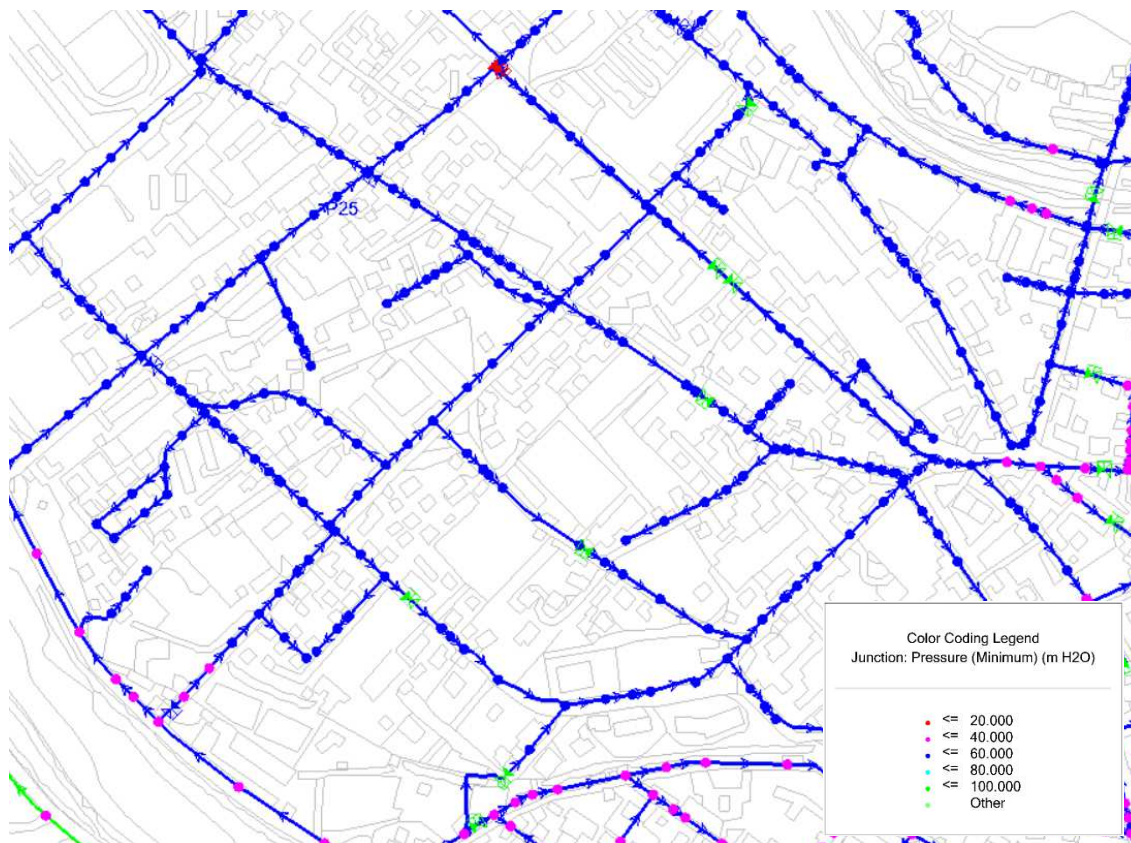 P25
Color Coding Legend
Junction: Pressure (Minimum) (m H2O)
<= 20.000
<= 40.000
<= 60.000
<= 80.000
<= 100.000
Other